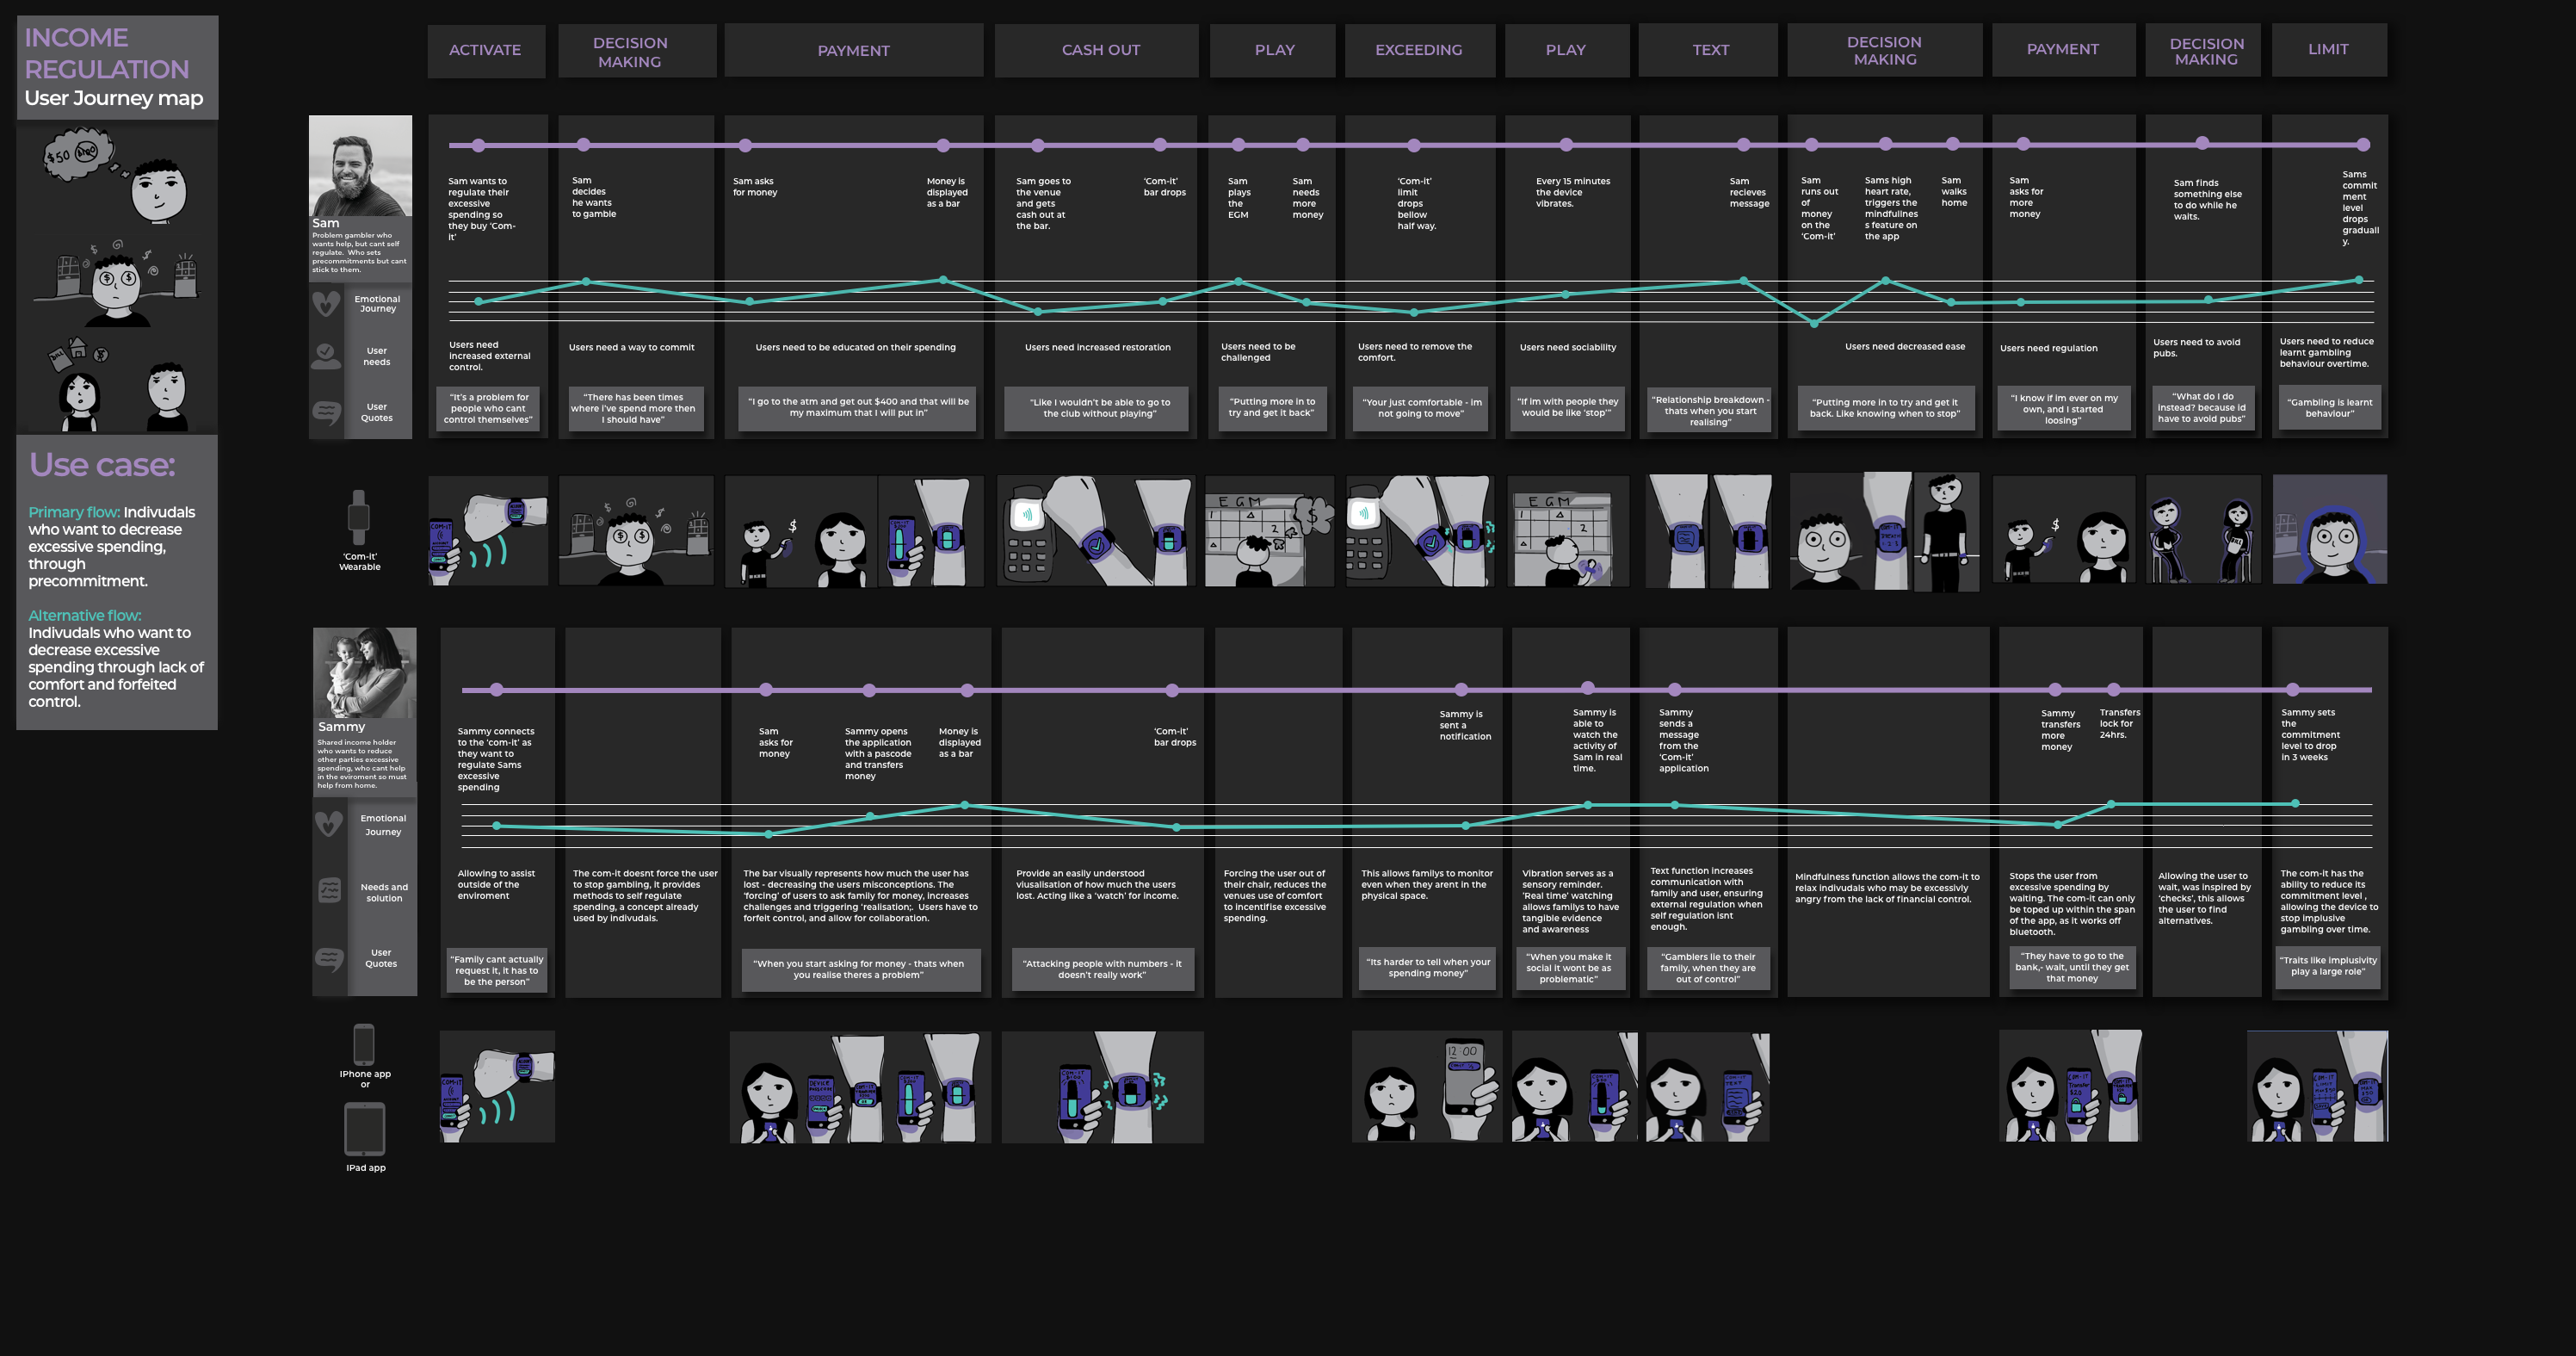 INCOME
REGULATION
User Journey map
ACTIVATE
DECISION
MAKING
PAYMENT
CASH OUT
PLAY
EXCEEDING
PLAY
TEXT
DECISION
MAKING
PAYMENT
DECISION
MAKING
LIMIT
$50
Use case:
Primary flow: Indivudals
who want to decrease
excessive spending,
through
precommitment.
Alternative flow:
Indivudals who want to
decrease excessive
spending through lack of
comfort and forfeited
control.
Sam
Problem gambler who
wants help, but cant self
regulate. Who sets
precommitments but cant
stick to them.
Emotional
Journey
User
needs
User
Quotes
Sam wants to
regulate their
excessive
spending so
they buy ‘Com-
it’
Sam
decides
he wants
to gamble
Sam asks
for money
Money is
displayed
as a bar
Sam goes to
the venue
and gets
cash out at
the bar.
‘Com-it’
bar drops
Sam
plays
the
EGM
Sam
needs
more
money
‘Com-it’
limit
drops
bellow
half way.
Every 15 minutes
the device
vibrates.
Sam
recieves
message
Sam
runs out
of
money
on the
‘Com-it’
Sams high
heart rate,
triggers the
mindfullnes
s feature on
the app
Sam
walks
home
Sam
asks for
more
money
Sam finds
something else
to do while he
waits.
Sams
commit
ment
level
drops
graduall
y.
Users need
increased external
control.
Users need a way to commit
Users need to be educated on their spending
Users need increased restoration
Users need to be
challenged
Users need to remove the
comfort.
Users need sociability
Users need decreased ease
Users need regulation
Users need to avoid
pubs.
Users need to reduce
learnt gambling
behaviour overtime.
“It’s a problem for
people who cant
control themselves”
“There has been times
where i’ve spend more then
i should have”
“I go to the atm and get out $400 and that will be
my maximum that I will put in”
“Like I wouldn’t be able to go to
the club without playing”
“Putting more in to
try and get it back”
“Your just comfortable - im
not going to move”
“If im with people they
would be like ‘stop’”
“Relationship breakdown -
thats when you start
realising”
“Putting more in to try and get it
back. Like knowing when to stop”
“I know if im ever on my
own, and I started
loosing”
“What do I do
instead? because id
have to avoid pubs”
“Gambling is learnt
behaviour”
‘Com-it’
Wearable
COM-IT
$
EGM
EGM
$
Sammy
Shared income holder
who wants to reduce
other parties excessive
spending, who cant help
in the eviroment so must
help from home.
Emotional
Journey
Needs and
solution
User
Quotes
Sammy connects
to the ‘com-it’ as
they want to
regulate Sams
excessive
spending
Sam
asks for
money
Sammy opens
the application
with a pascode
and transfers
money
Money is
displayed
as a bar
‘Com-it’
bar drops
Sammy is
sent a
notification
Sammy is
able to
watch the
activity of
Sam in real
time.
Sammy
sends a
message
from the
‘Com-it’
application
Sammy
transfers
more
money
Transfers
lock for
24hrs.
Sammy sets
the
commitment
level to drop
in 3 weeks
Allowing to assist
outside of the
enviroment
The com-it doesnt force the user
to stop gambling, it provides
methods to self regulate
spending, a concept already
used by indivudals.
The bar visually represents how much the user has
lost - decreasing the users misconceptions. The
‘forcing’ of users to ask family for money, increases
challenges and triggering ‘realisation;. Users have to
forfeit control, and allow for collaboration.
Provide an easily understood
viusalisation of how much the users
lost. Acting like a ‘watch’ for income.
Forcing the user out of
their chair, reduces the
venues use of comfort
to incentifise excessive
spending.
This allows familys to monitor
even when they arent in the
physical space.
Vibration serves as a
sensory reminder.
‘Real time’ watching
allows familys to have
tangible evidence
and awareness
Text function increases
communication with
family and user, ensuring
external regulation when
self regulation isnt
enough.
Mindfulness function allows the com-it to
relax indivudals who may be excessivly
angry from the lack of financial control.
Stops the user from
excessive spending by
waiting. The com-it can only
be toped up within the span
of the app, as it works off
bluetooth.
Allowing the user to
wait, was inspired by
‘checks’, this allows
the user to find
alternatives.
The com-it has the
ability to reduce its
commitment level ,
allowing the device to
stop implusive
gambling over time.
“Family cant actually
request it, it has to
be the person”
“When you start asking for money - thats when
you realise theres a problem”
“Attacking people with numbers - it
doesn’t really work”
“Its harder to tell when your
spending money”
“When you make it
social it wont be as
problematic”
“Gamblers lie to their
family, when they are
out of control”
“They have to go to the
bank,- wait, until they get
that money
“Traits like implusivity
play a large role”
IPhone app
or
IPad app
COM-IT
12:00